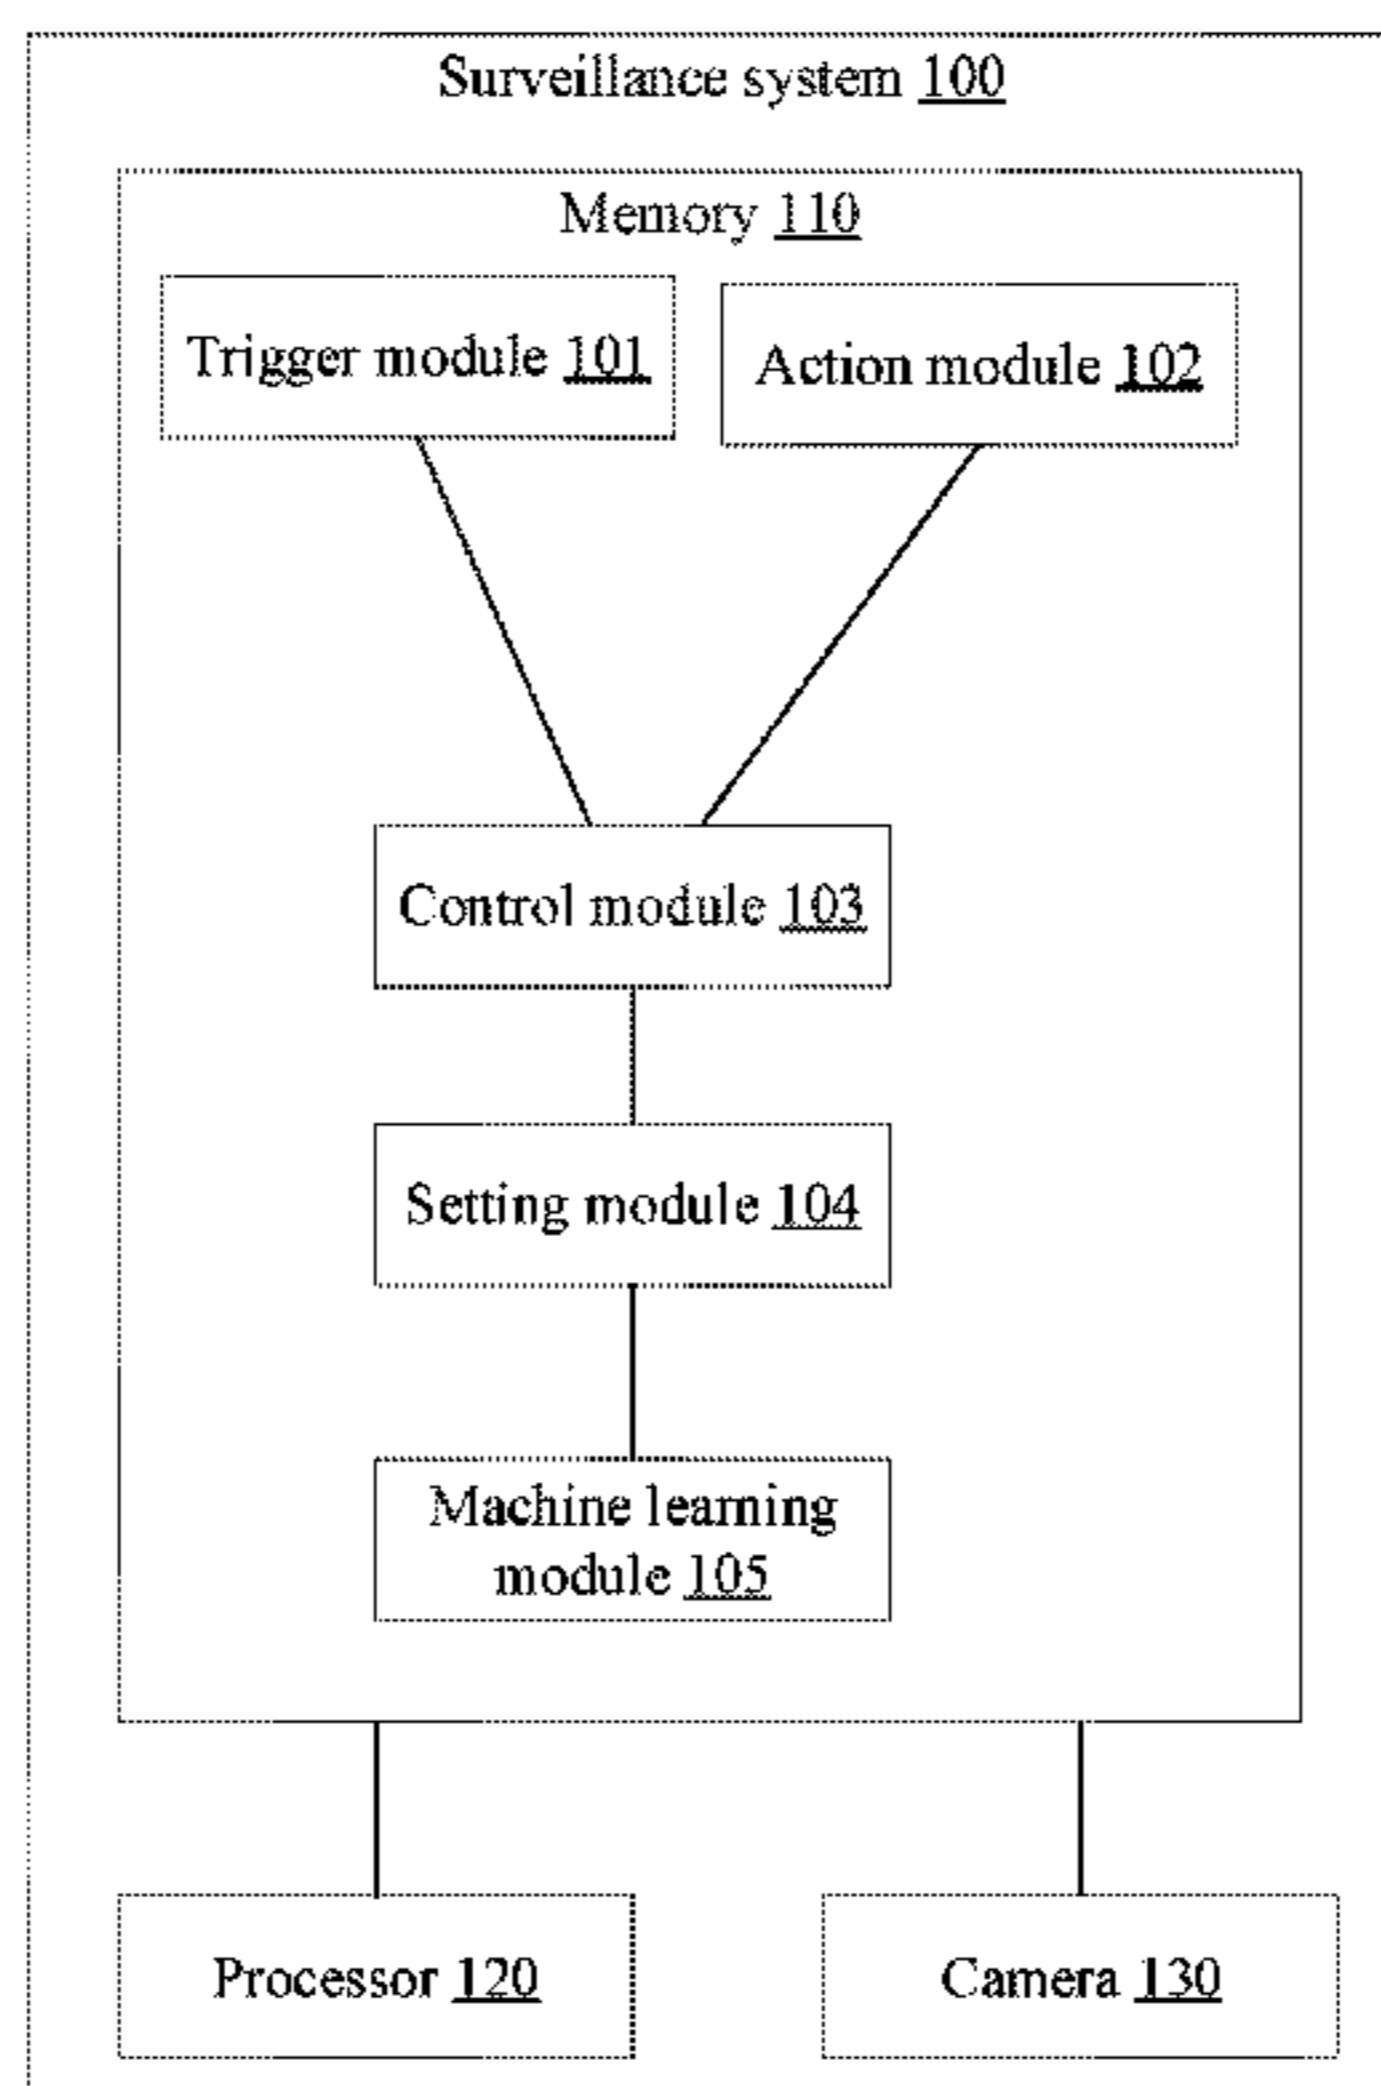 Surveillance system 100
Memory 110
Trigger module 101
Action module 102
Control module 103
Setting module 104
Machine learning
module 105
Processor 120
Camera 130